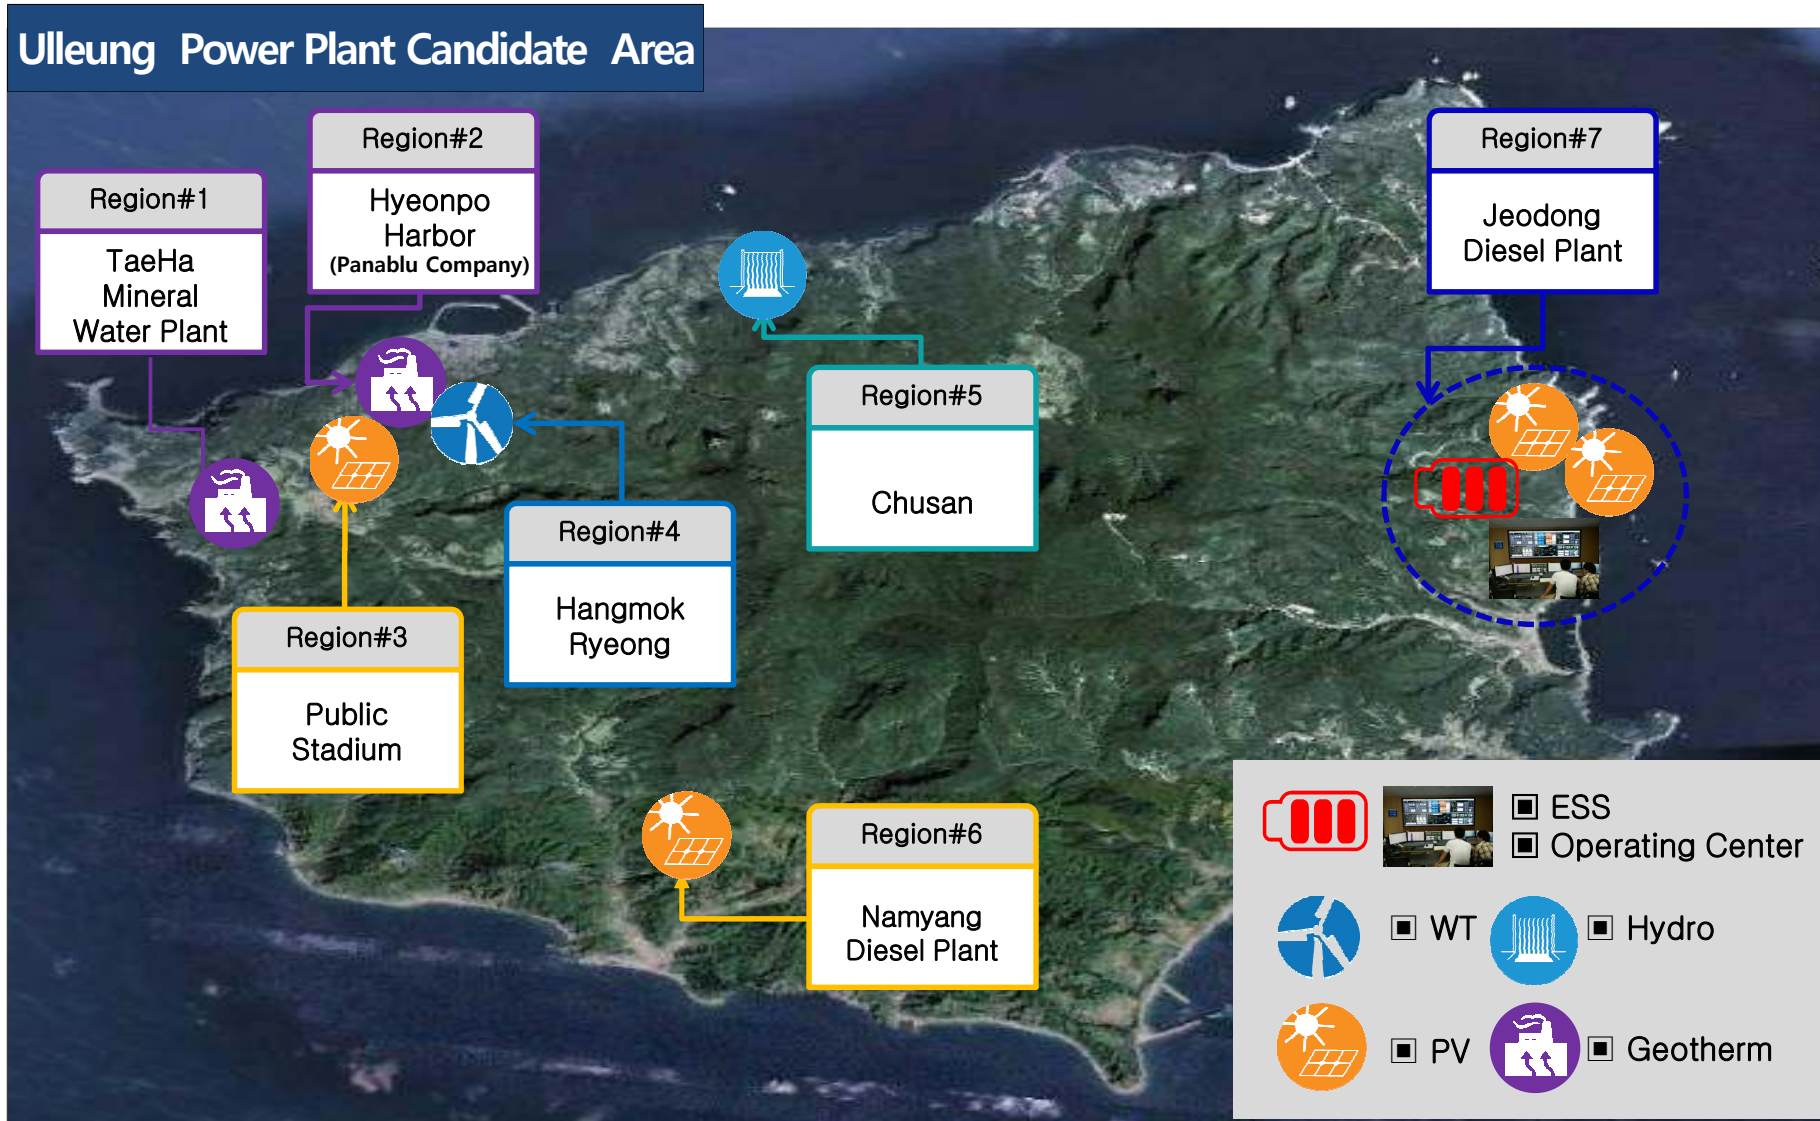 Ulleung Power Plant Candidate Area
Region#1
TaeHa
Mineral
Water Plant
Region#2
Hyeonpo
Harbor
(Panablu Company)
Region#3
Public
Stadium
Region#4
Hangmok
Ryeong
Region#5
Chusan
Region#6
Namyang
Diesel Plant
Region#7
Jeodong
Diesel Plant
▣ ESS
▣ Operating Center
▣ WT
▣ Hydro
▣ PV
▣ Geotherm